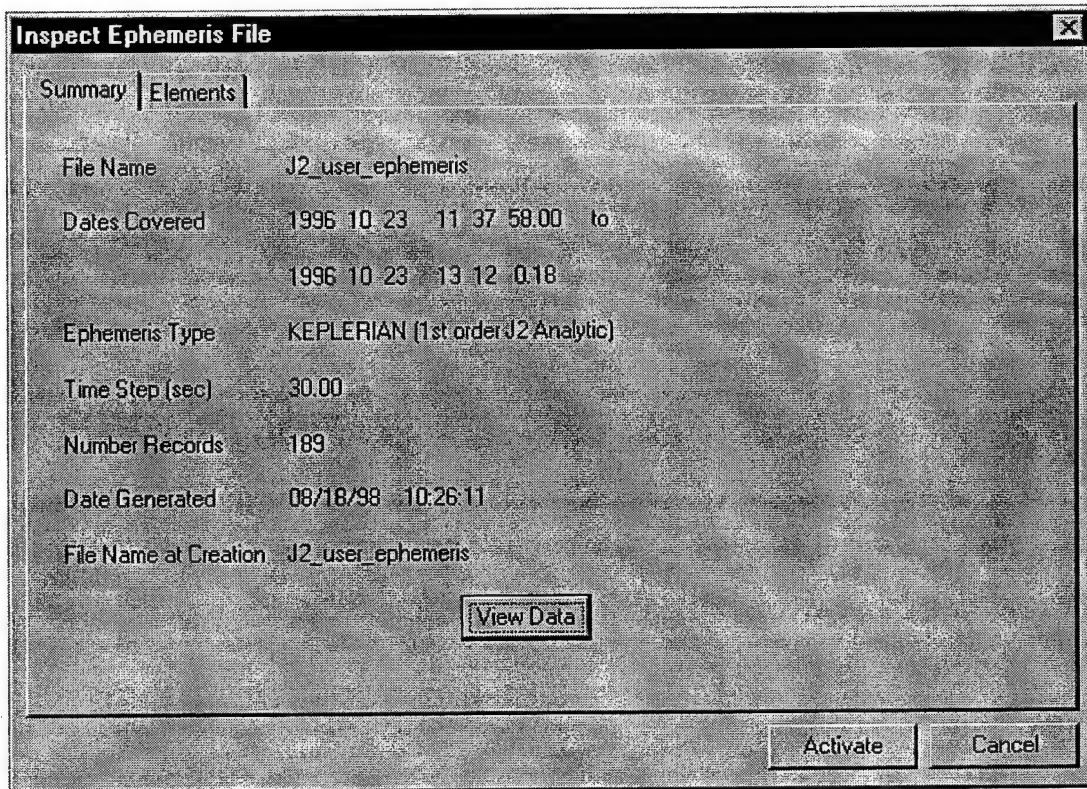 Inspect Ephemeris File
Summary Elements
File Name J2_user_ephemeris
Dates Covered 1996 10 23 11 37 58.00 to
1996 10 23 13 12 0.18
Ephemeris Type KEPLERIAN (1st order J2 Analytic)
Time Step (sec) 30.00
Number Records 189
Date Generated 08/18/98 10:26:11
File Name at Creation J2_user_ephemeris
View Data
Activate Cancel